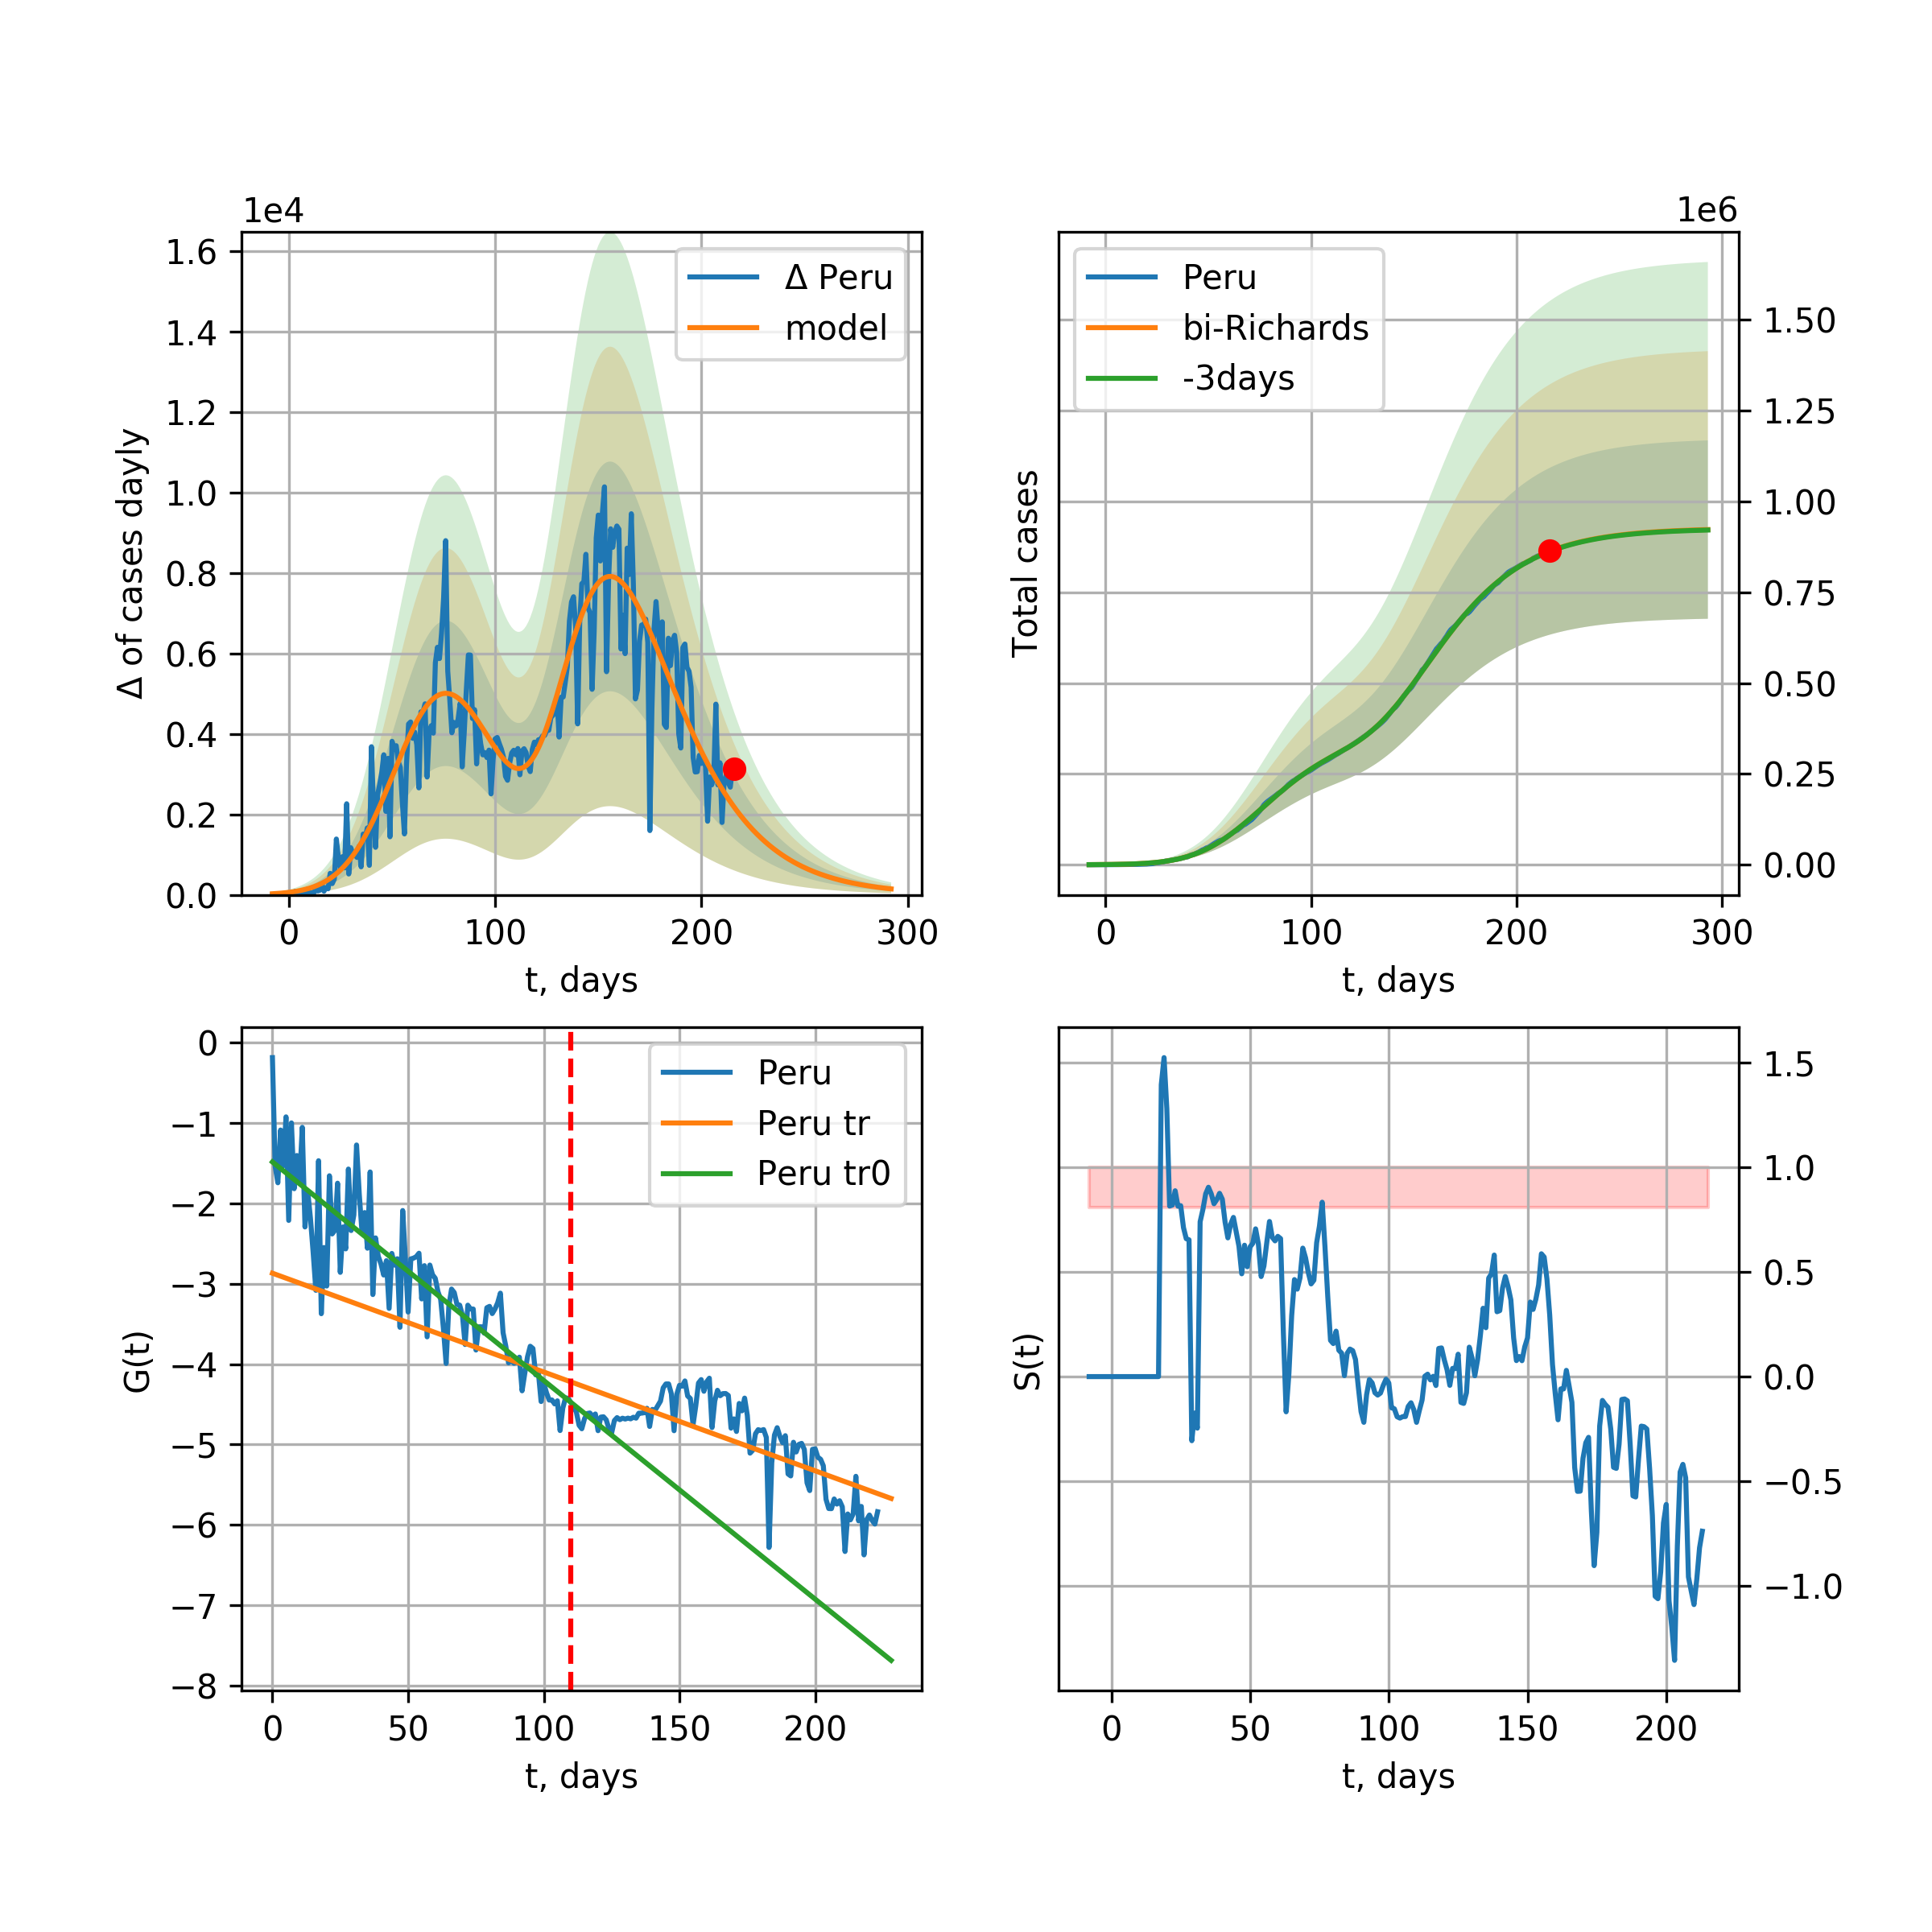 1e4
1.6
1.4
1.2
1.0
0.8
0.6
0.4
0.2
0.0
Δ of cases dayly
0 100 200 300
t, days
Δ Peru
model
1e6
Peru
bi-Richards
-3days
Total cases
1.50
1.25
1.00
0.75
0.50
0.25
0.00
0 100 200 300
t, days
0
−1
−2
−3
−4
−5
−6
−7
−8
G(t)
0 50 100 150 200
t, days
Peru
Peru tr
Peru tr0
S(t)
1.5
1.0
0.5
0.0
−0.5
−1.0
0 50 100 150 200
t, days